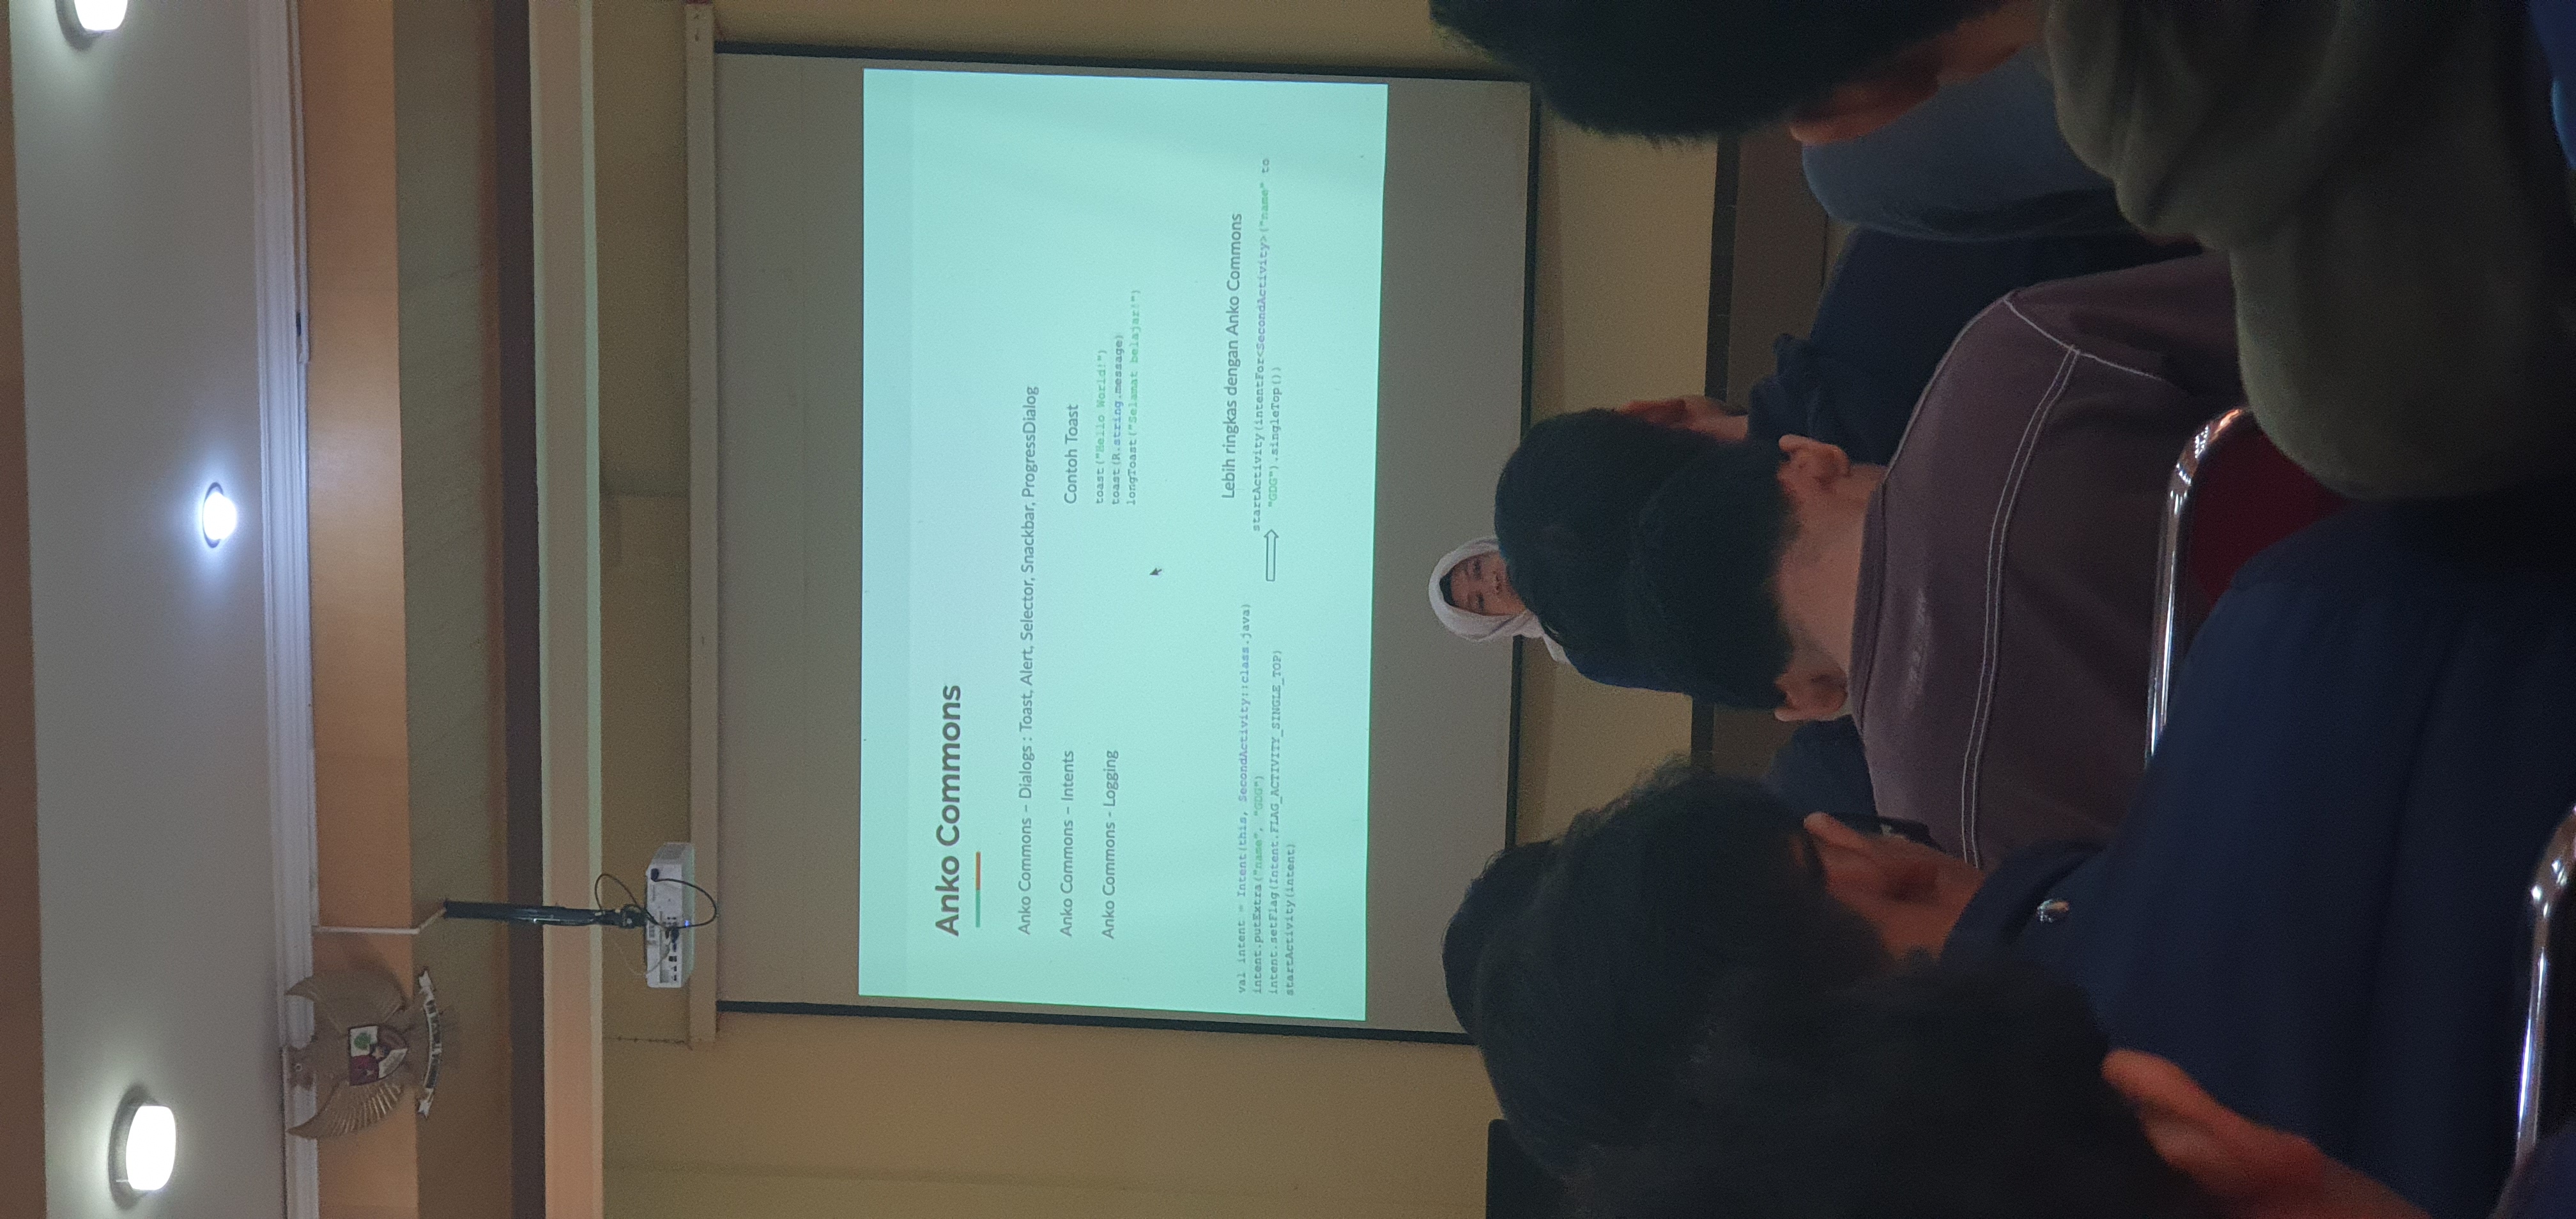 Anko Commons
Anko Commons – Dialogs : Toast, Alert, Selector, Snackbar, ProgressDialog
Anko Commons – Intents
Anko Commons - Logging
Contoh Toast
toast("Hello World!")
toast(R.string.message)
longToast("Selamat belajar!")
val intent = Intent(this, SecondActivity::class.java)
intent.putExtra("name", "GDG")
intent.setFlag(Intent.FLAG_ACTIVITY_SINGLE_TOP)
startActivity(intent)
Lebih ringkas dengan Anko Commons
startActivity(intentFor<SecondActivity>("name" to
"GDG").singleTop())